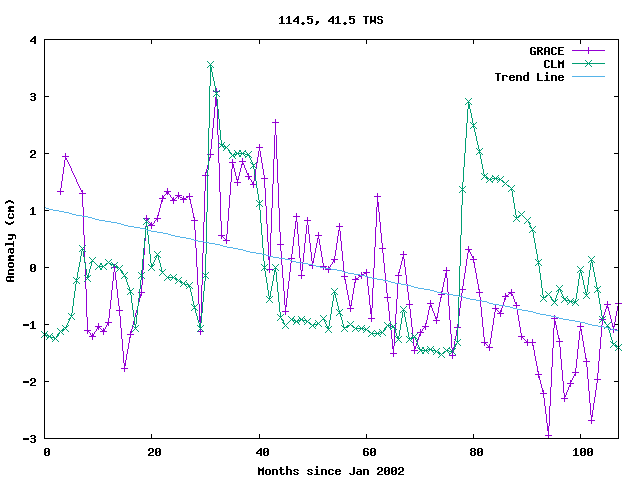 114.5, 41.5 TWS
GRACE
CLM
Trend Line
4
3
2
1
0
-1
-2
-3
Anomaly (cm)
0 20 40 60 80 100
Months since Jan 2002